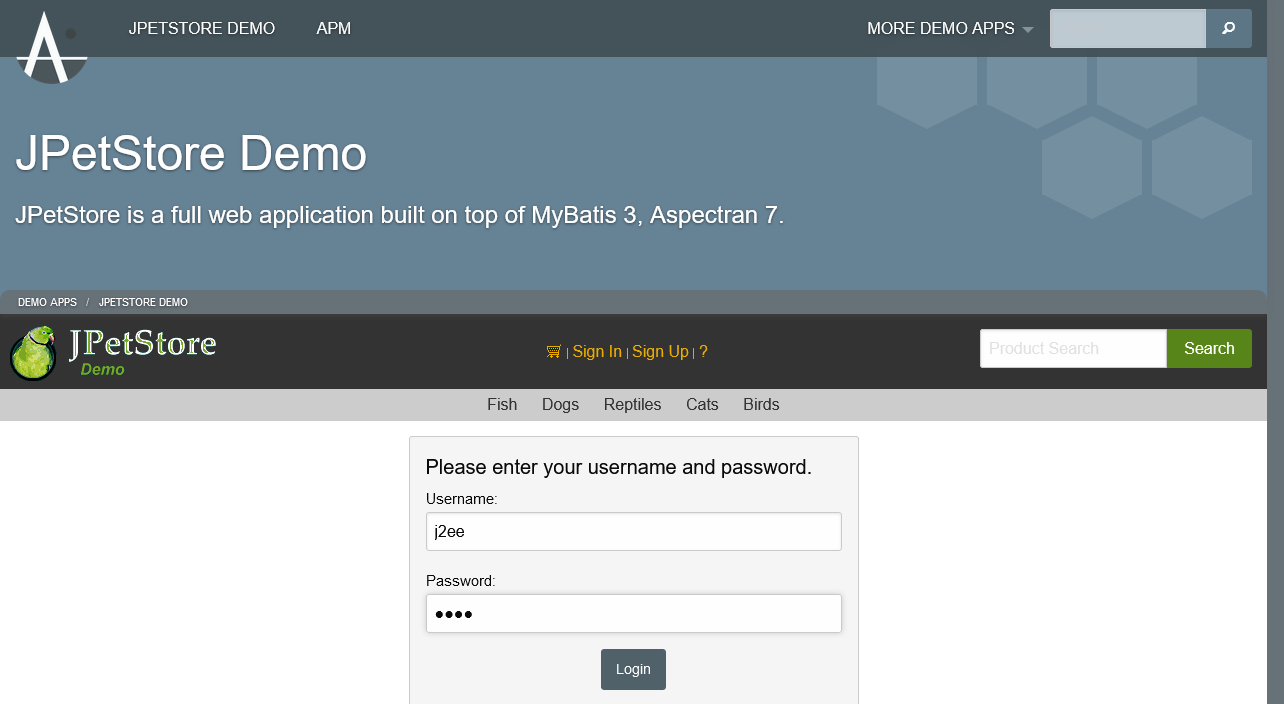 JPETSTORE DEMO APM MORE DEMO APPS
JPetStore Demo
JPetStore is a full web application built on top of MyBatis 3, Aspectran 7.
DEMO APPS / JPETSTORE DEMO
JPetStore
Demo
| Sign In | Sign Up | ?
Product Search Search
Fish Dogs Reptiles Cats Birds
Please enter your username and password.
Username:
j2ee
Password:
••••
Login